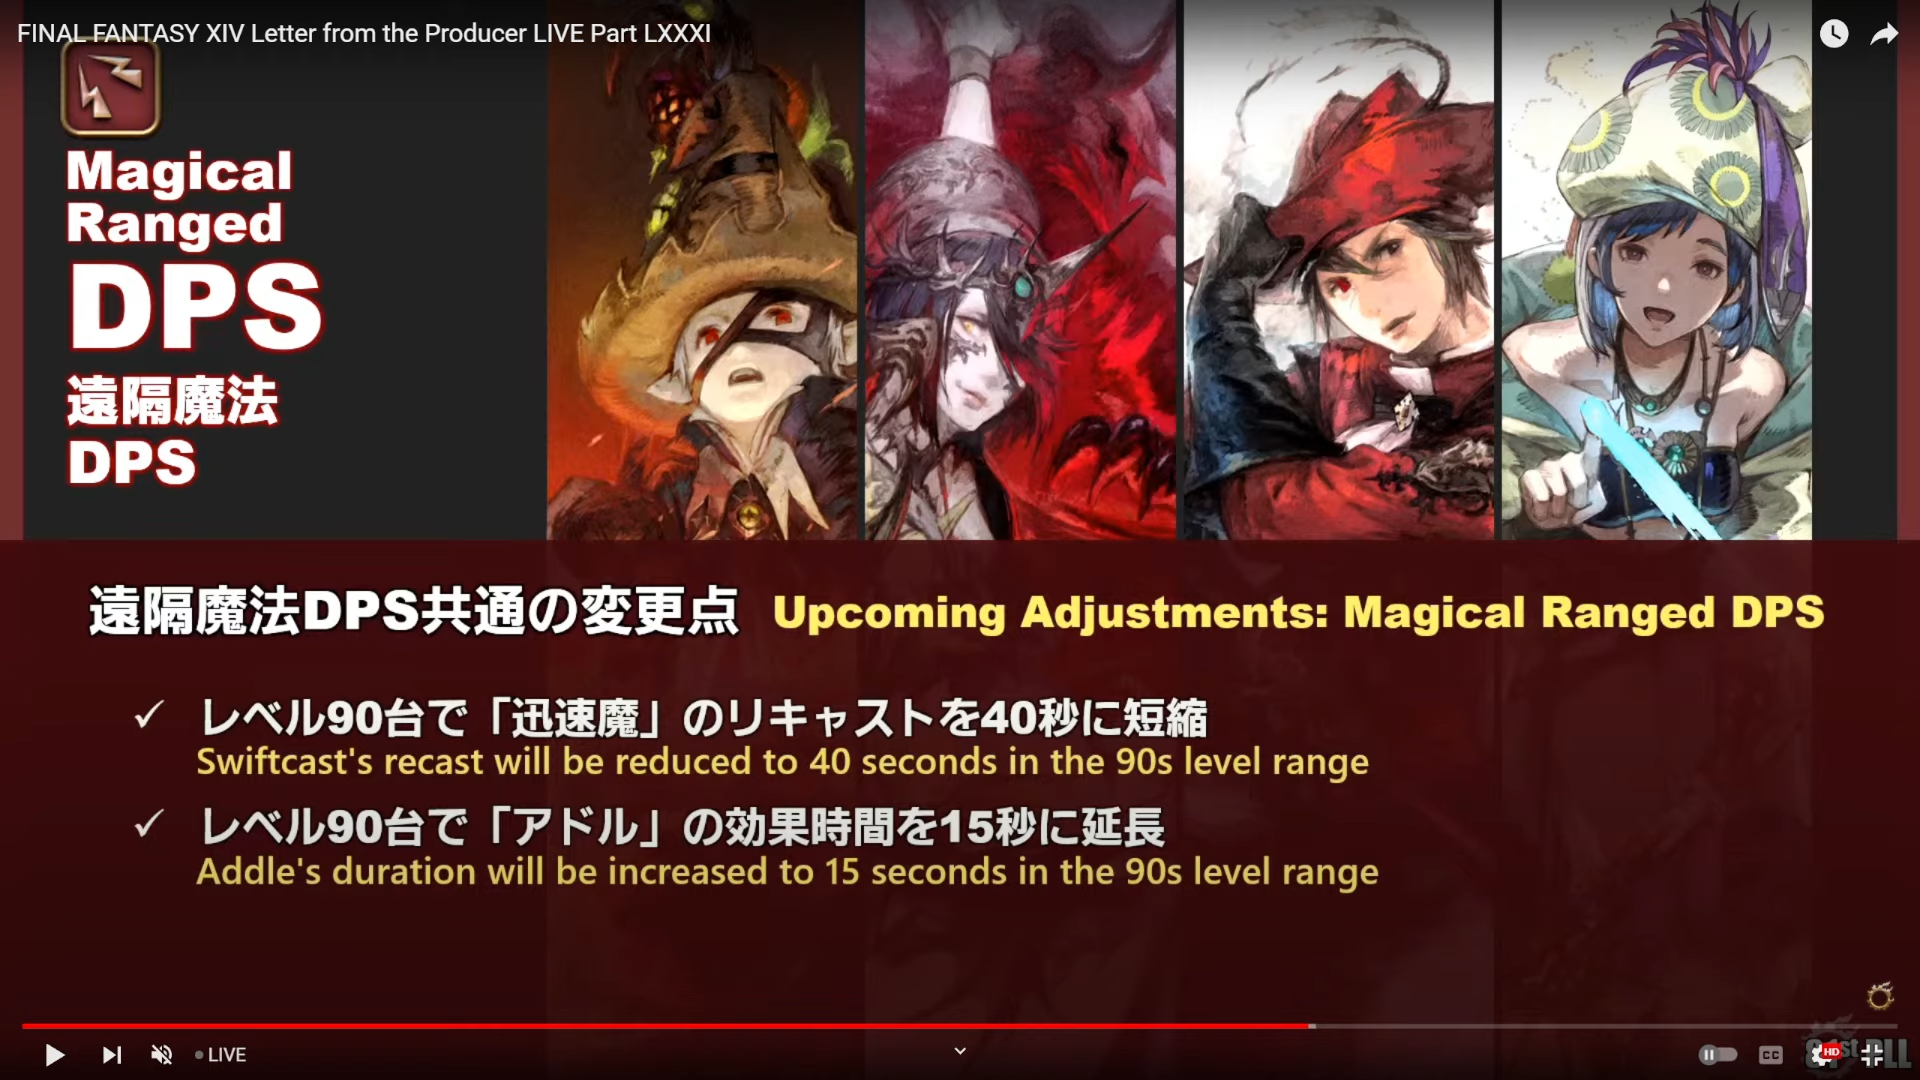 FINAL FANTASY XIV Letter from the Producer LIVE Part LXXXI
Magical
Ranged
DPS
遠隔魔法
DPS
遠隔魔法DPS共通の変更点 Upcoming Adjustments: Magical Ranged DPS
✓ レベル90台で「迅速魔」のリキャストを40秒に短縮
Swiftcast's recast will be reduced to 40 seconds in the 90s level range
✓ レベル90台で「アドル」の効果時間を15秒に延長
Addle's duration will be increased to 15 seconds in the 90s level range
LIVE
CC
HD
81st PLL